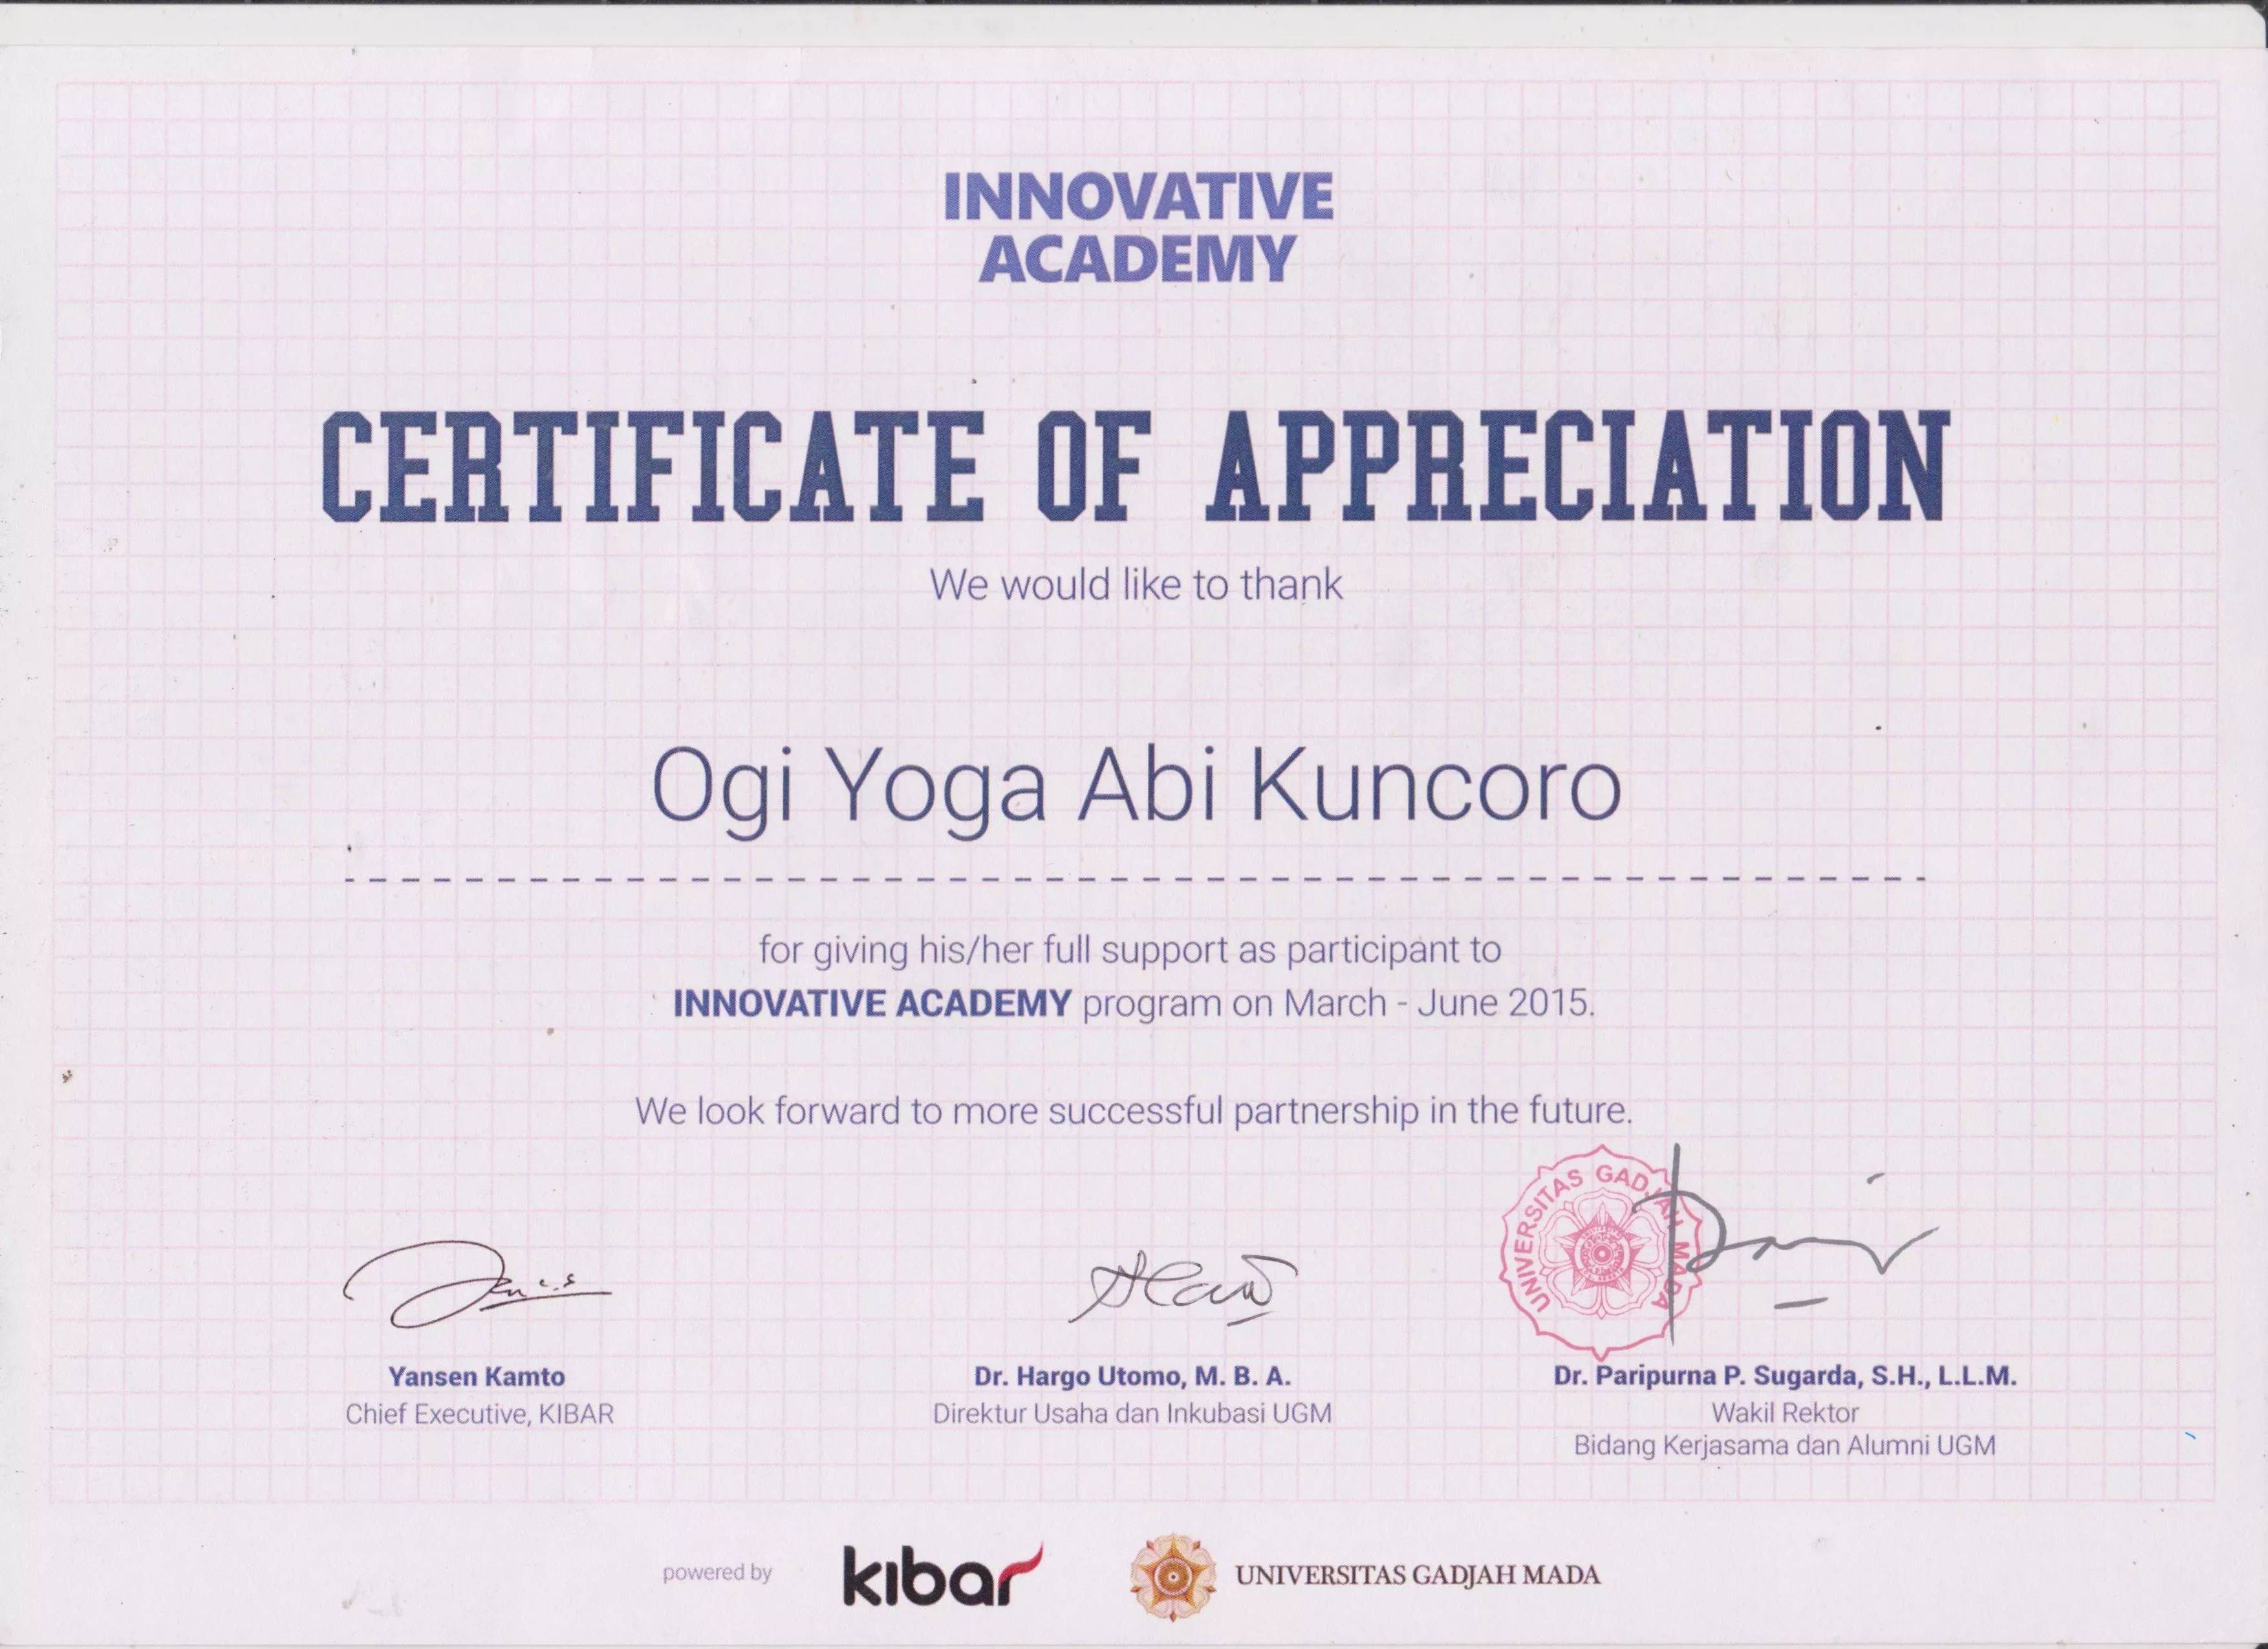 INNOVATIVE
ACADEMY
CERTIFICATE OF APPRECIATION
We would like to thank
Ogi Yoga Abi Kuncoro
for giving his/her full support as participant to
INNOVATIVE ACADEMY program on March - June 2015.
We look forward to more successful partnership in the future.
UNIVERSITAS GADJAH MADA
Yansen Kamto
Chief Executive, KIBAR
Dr. Hargo Utomo, M. B. A.
Direktur Usaha dan Inkubasi UGM
Dr. Paripurna P. Sugarda, S.H., L.L.M.
Wakil Rektor
Bidang Kerjasama dan Alumni UGM
powered by
kibar
UNIVERSITAS GADJAH MADA